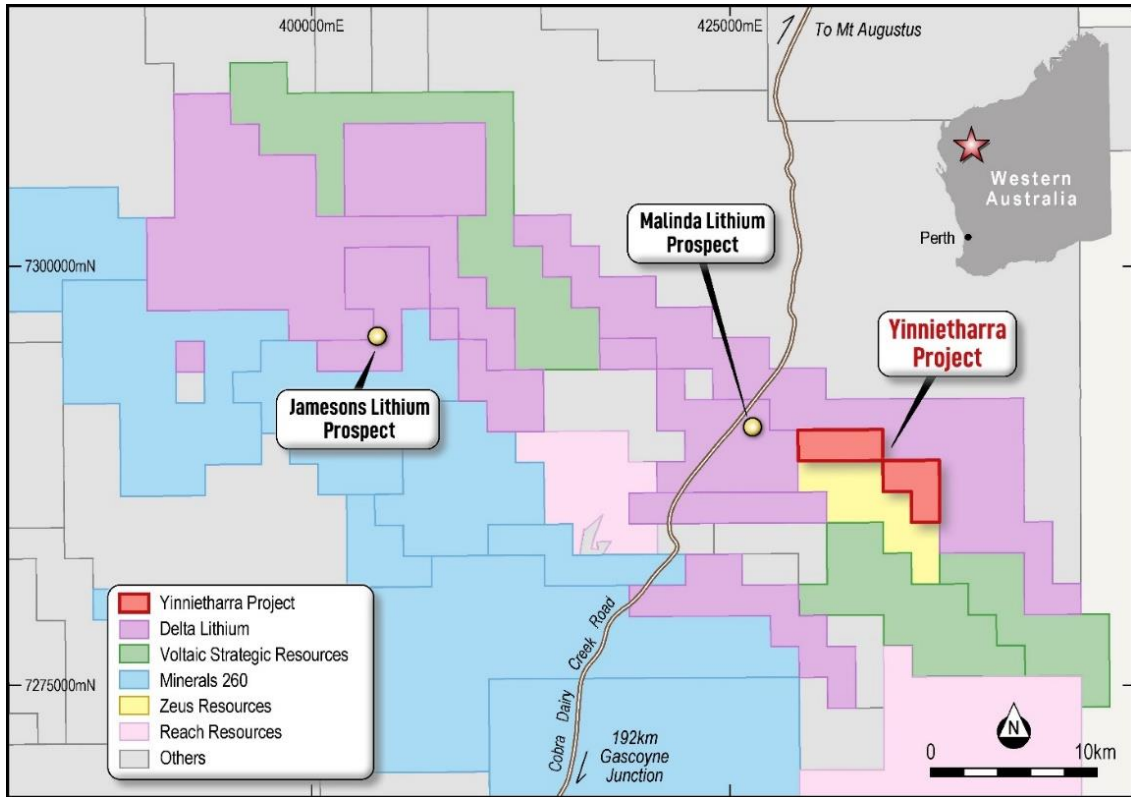 400000mE
425000mE
To Mt Augustus
Western
Australia
Perth
Malinda Lithium
Prospect
7300000mN
Yinnietharra
Project
Jamesons Lithium
Prospect
Yinnietharra Project
Delta Lithium
Voltaic Strategic Resources
Minerals 260
Zeus Resources
Reach Resources
Others
Cobra Dairy Creek Road
7275000mN
192km
Gascoyne
Junction
N
0 10km